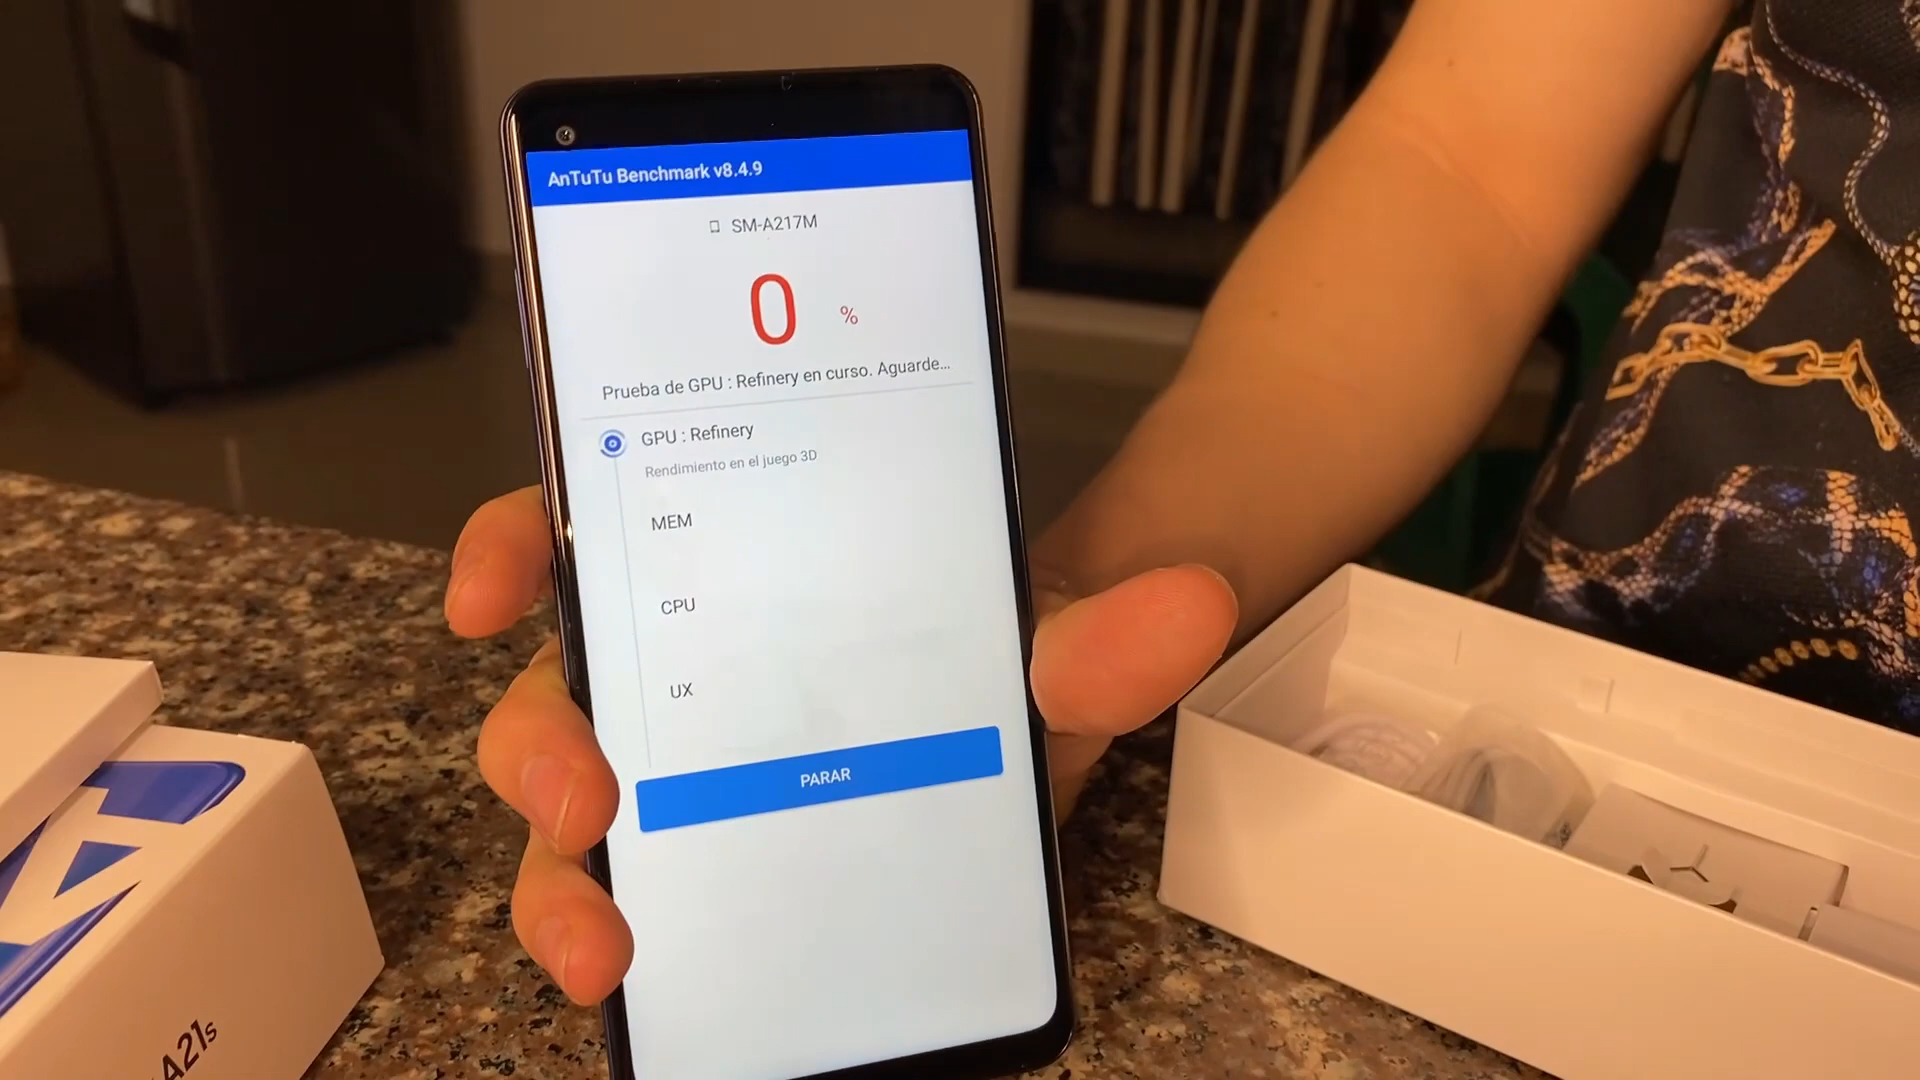 AnTuTu Benchmark v8.4.9
SM-A217M
0 %
Prueba de GPU : Refinery en curso. Aguarde...
GPU : Refinery
Rendimiento en el juego 3D
MEM
CPU
UX
PARAR
A
A21s